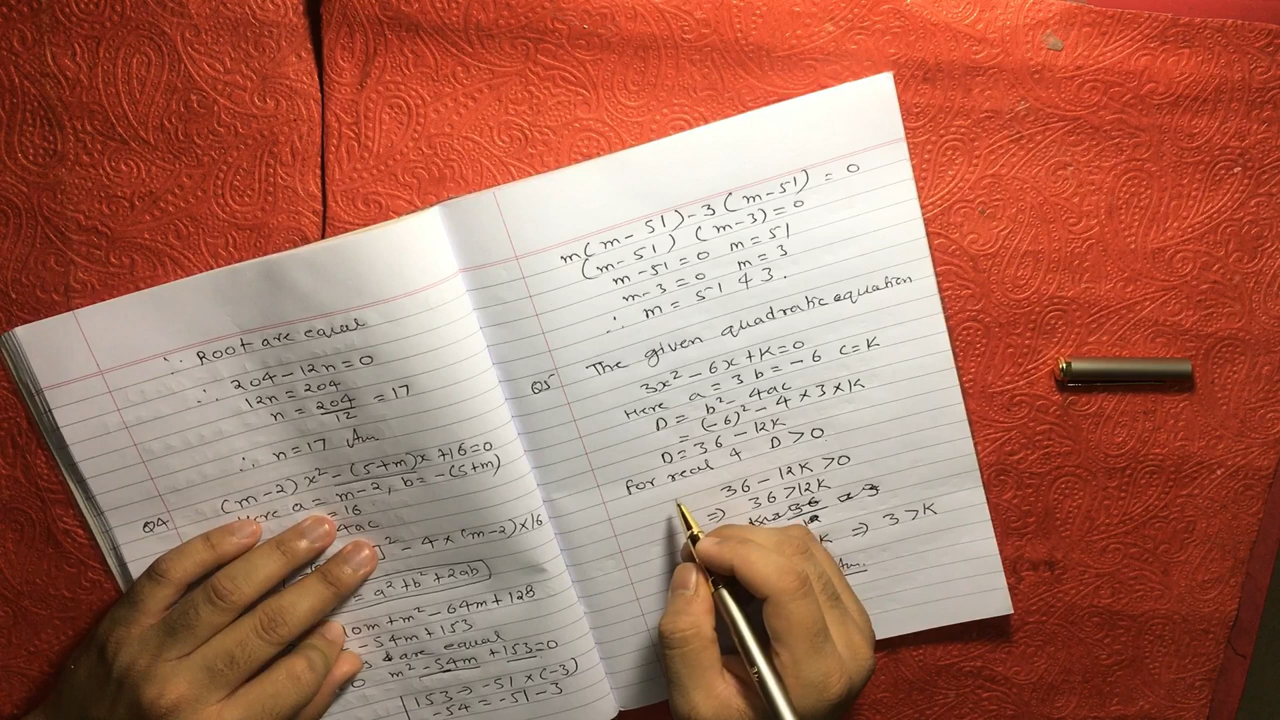 ∵ Root are equal
∴ 204-12n=0
12n=204
n=204/12=17
∴ n=17 Am
Q4 (m-2)x²-(5+m)x+16=0
Here a=m-2, b=-(5+m)
=16
4ac
]²-4×(m-2)×16
=a²+b²+2ab
10m+m²-64m+128
-54m+153
are equal
m²-54m+153=0
153→-51×(-3)
-54=-51-3
m(m-51)-3(m-51)=0
(m-51) (m-3)=0
m-51=0 m=51
m-3=0 m=3
∴ m=51 & 3.
Q5 The given quadratic equation
3x²-6x+K=0
Here a=3 b=-6 C=K
D=b²-4ac
=(-6)²-4×3×K
D=36-12K
For real & D>0
36-12K>0
⇒ 36>12K
K ⇒ 3>K
Am.